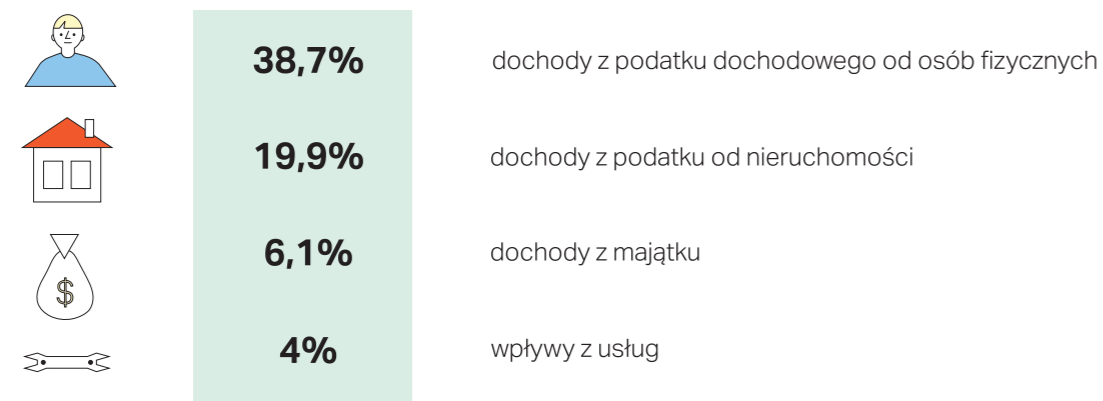 38,7% dochody z podatku dochodowego od osób fizycznych
19,9% dochody z podatku od nieruchomości
$ 6,1% dochody z majątku
4% wpływy z usług